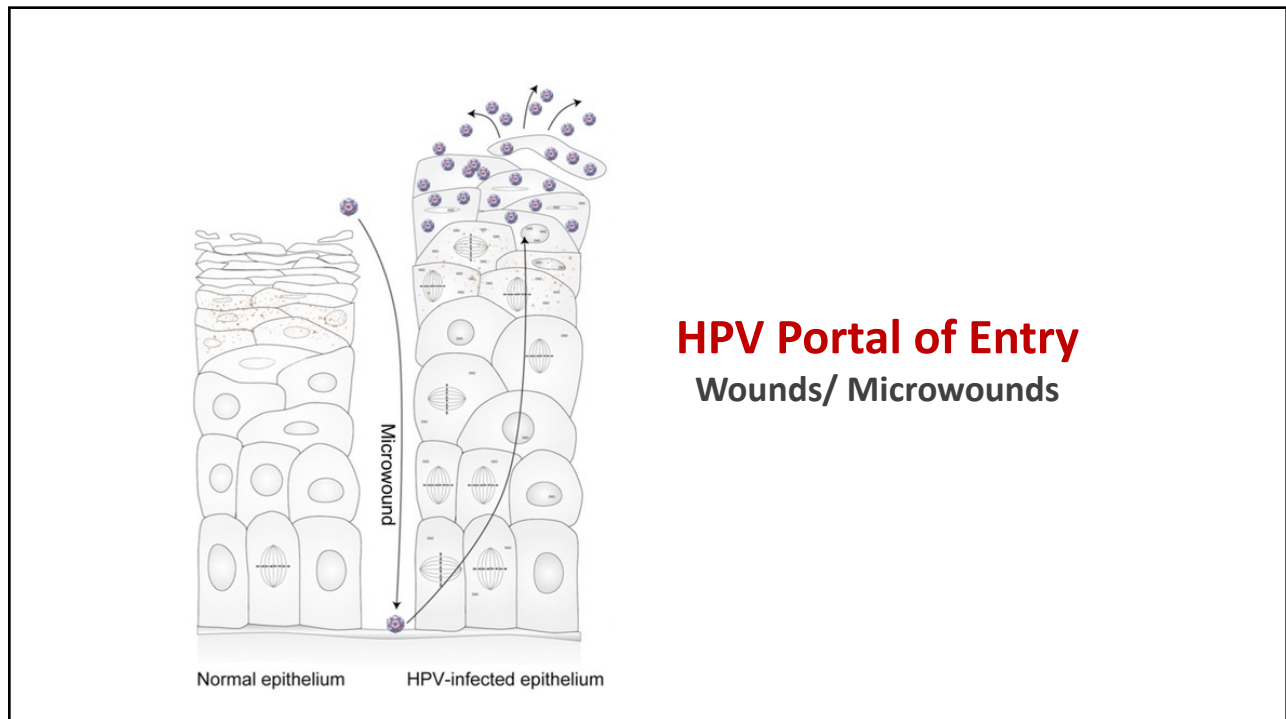 HPV Portal of Entry
Wounds/ Microwounds
Microwound
Normal epithelium
HPV-infected epithelium